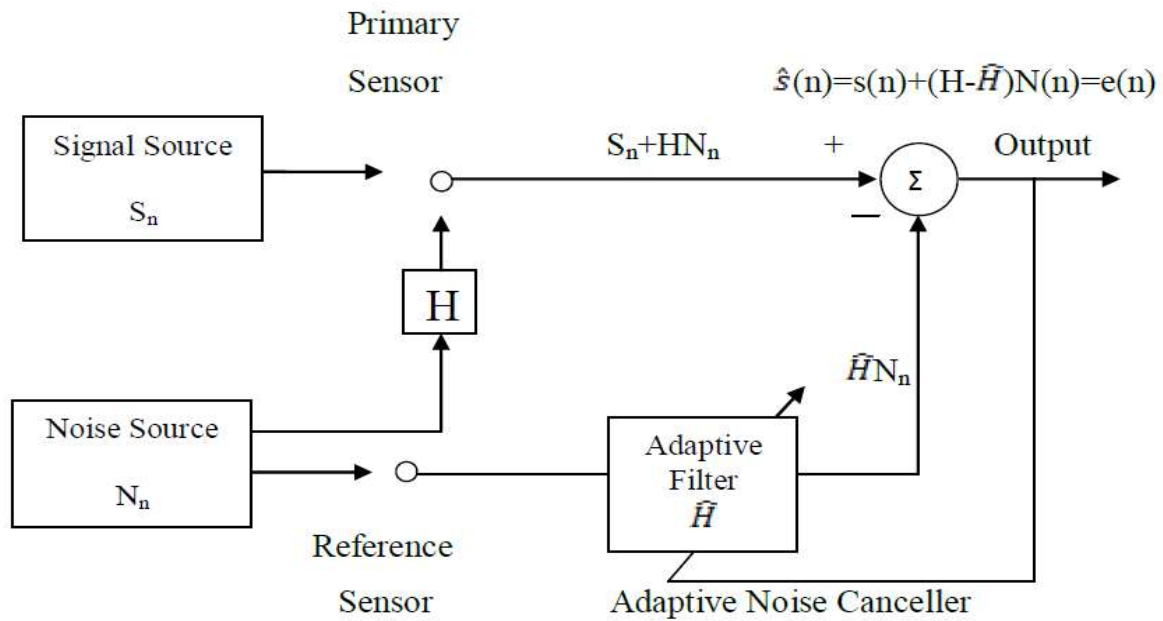 Primary
Sensor
ŝ(n)=s(n)+(H-Ĥ)N(n)=e(n)
Signal Source
Sₙ
Sₙ+HNₙ
+
Σ
Output
−
H
ĤNₙ
Noise Source
Nₙ
Adaptive
Filter
Ĥ
Reference
Sensor
Adaptive Noise Canceller